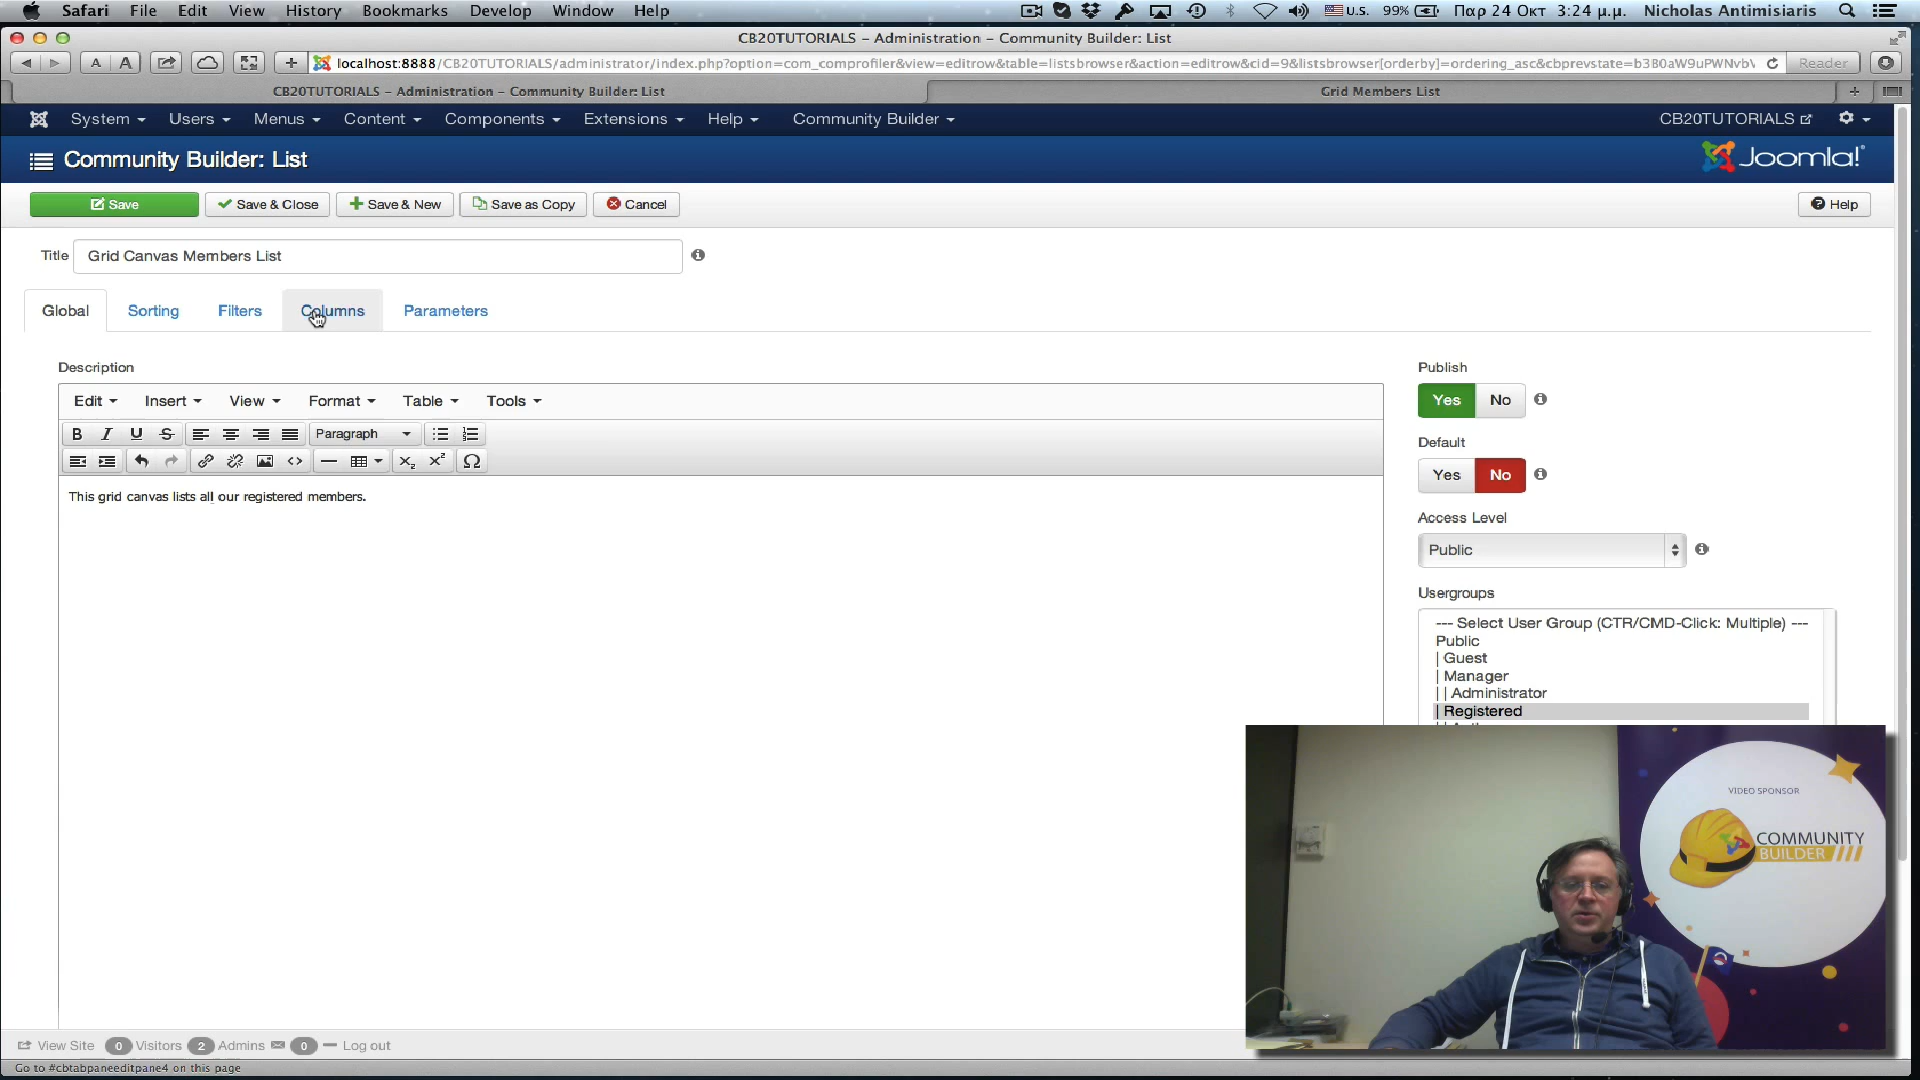 Safari File Edit View History Bookmarks Develop Window Help U.S. 99% Παρ 24 Οκτ 3:24 μ.μ. Nicholas Antimisiaris
CB20TUTORIALS – Administration – Community Builder: List
A A + localhost:8888/CB20TUTORIALS/administrator/index.php?option=com_comprofiler&view=editrow&table=listsbrowser&action=editrow&cid=9&listsbrowser[orderby]=ordering_asc&cbprevstate=b3B0aW9uPWNvbV Reader
CB20TUTORIALS – Administration – Community Builder: List Grid Members List +
System Users Menus Content Components Extensions Help Community Builder CB20TUTORIALS
Community Builder: List Joomla!
Save Save & Close Save & New Save as Copy Cancel Help
Title Grid Canvas Members List
Global Sorting Filters Columns Parameters
Description
Edit Insert View Format Table Tools
B I U S Paragraph
This grid canvas lists all our registered members.
Publish
Yes No
Default
Yes No
Access Level
Public
Usergroups
--- Select User Group (CTR/CMD-Click: Multiple) ---
Public
| Guest
| Manager
| | Administrator
| Registered
VIDEO SPONSOR
COMMUNITY
BUILDER
View Site 0 Visitors 2 Admins 0 Log out
Go to #cbtabpaneeditpane4 on this page